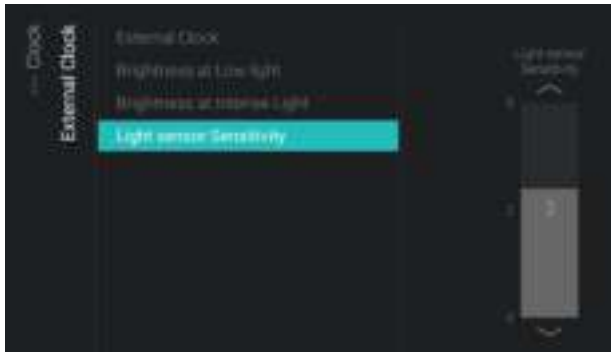 Clock
External Clock
External Clock
Brightness at Low light
Brightness at Intense Light
Light sensor Sensitivity
Light sensor
Sensitivity